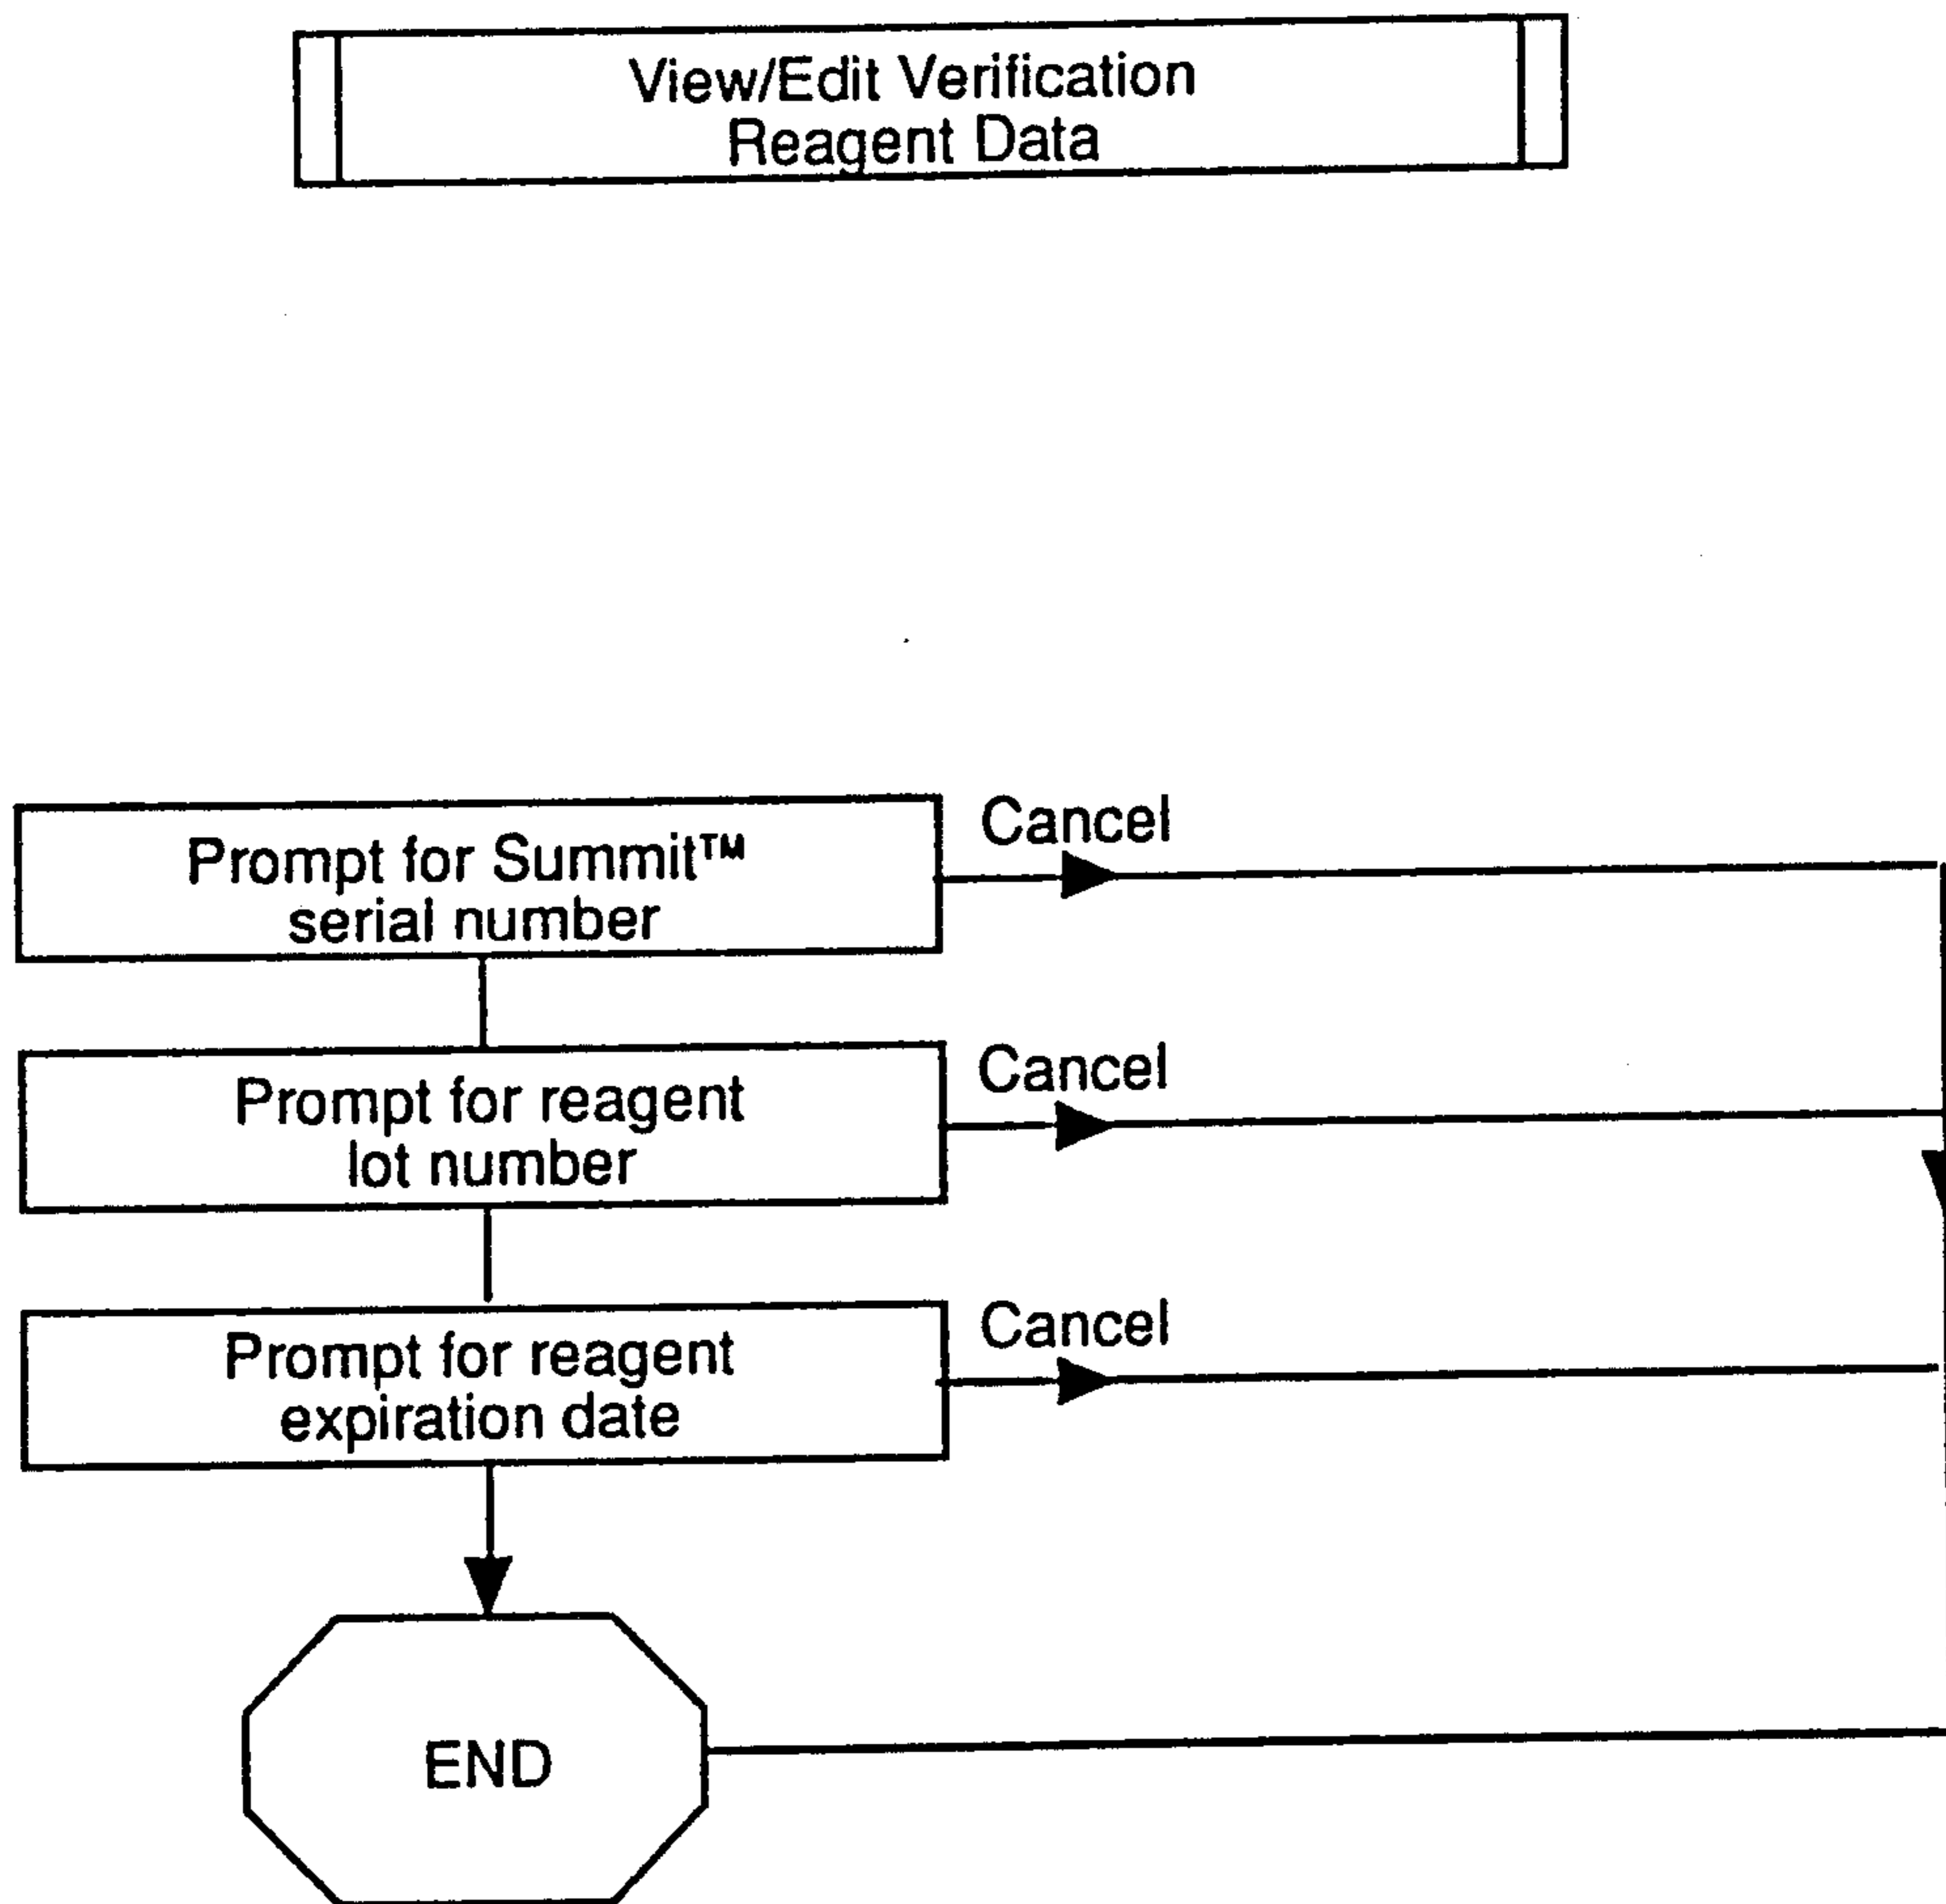 View/Edit Verification
Reagent Data
Prompt for Summit™
serial number
Cancel
Prompt for reagent
lot number
Cancel
Prompt for reagent
expiration date
Cancel
END